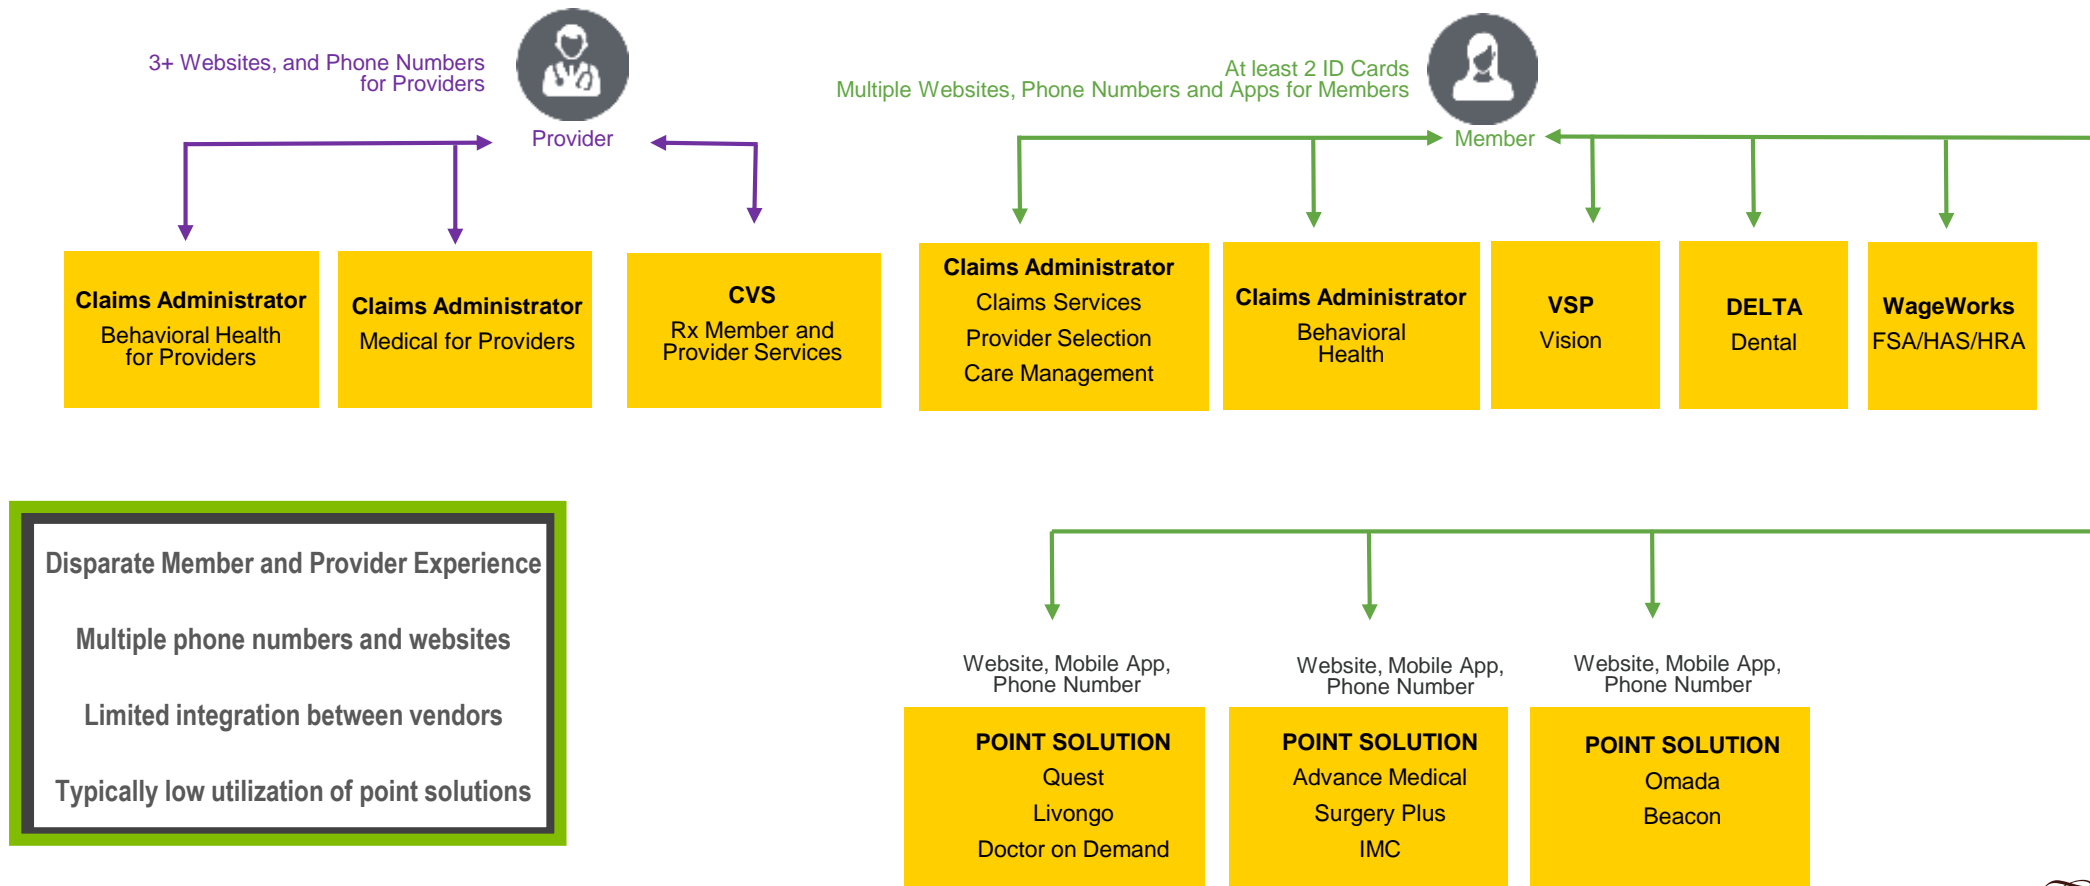 3+ Websites, and Phone Numbers
for Providers
Provider
At least 2 ID Cards
Multiple Websites, Phone Numbers and Apps for Members
Member
Claims Administrator
Behavioral Health
for Providers
Claims Administrator
Medical for Providers
CVS
Rx Member and
Provider Services
Claims Administrator
Claims Services
Provider Selection
Care Management
Claims Administrator
Behavioral
Health
VSP
Vision
DELTA
Dental
WageWorks
FSA/HAS/HRA
Disparate Member and Provider Experience
Multiple phone numbers and websites
Limited integration between vendors
Typically low utilization of point solutions
Website, Mobile App,
Phone Number
POINT SOLUTION
Quest
Livongo
Doctor on Demand
Website, Mobile App,
Phone Number
POINT SOLUTION
Advance Medical
Surgery Plus
IMC
Website, Mobile App,
Phone Number
POINT SOLUTION
Omada
Beacon